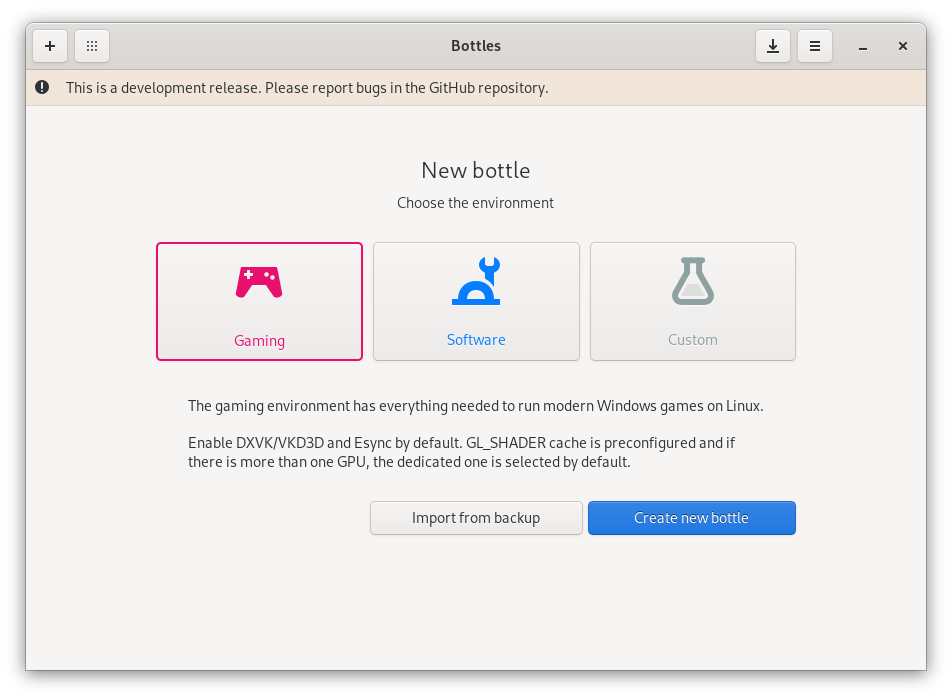 Bottles
This is a development release. Please report bugs in the GitHub repository.
New bottle
Choose the environment
Gaming
Software
Custom
The gaming environment has everything needed to run modern Windows games on Linux.
Enable DXVK/VKD3D and Esync by default. GL_SHADER cache is preconfigured and if
there is more than one GPU, the dedicated one is selected by default.
Import from backup
Create new bottle